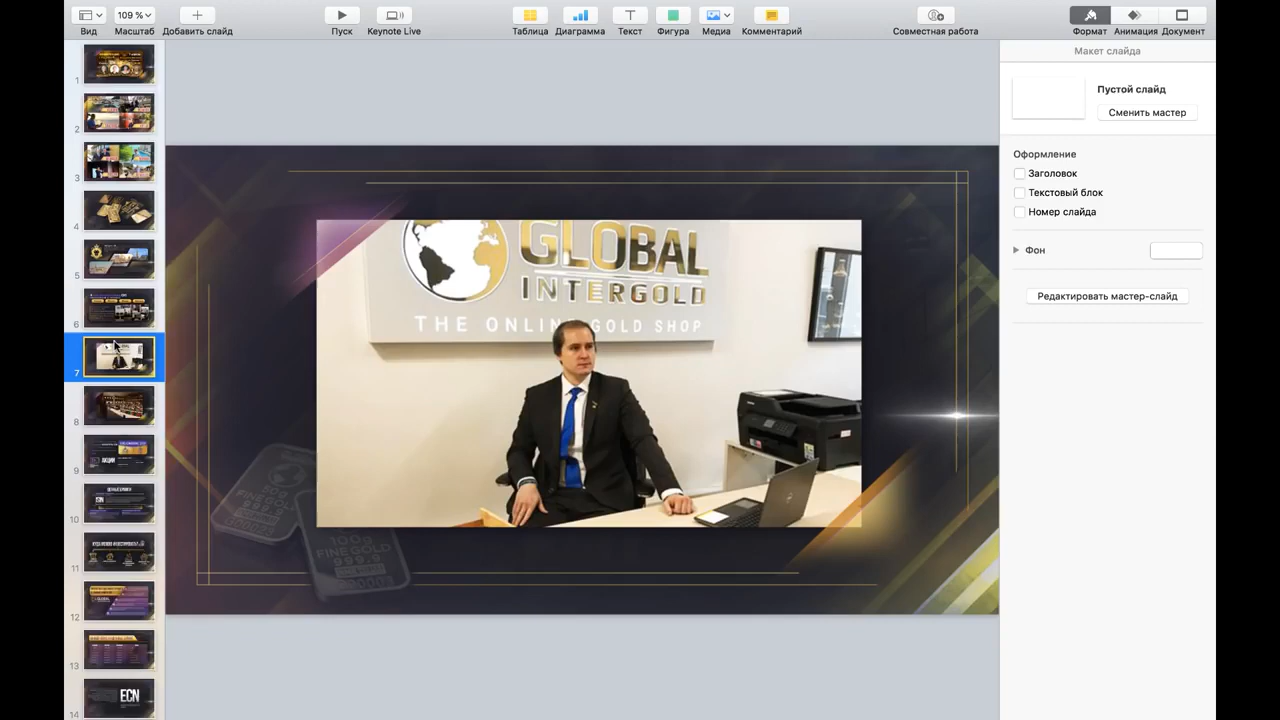 109 %
Вид
Масштаб
Добавить слайд
Пуск
Keynote Live
Таблица
Диаграмма
Текст
Фигура
Медиа
Комментарий
Совместная работа
Формат
Анимация
Документ
1
2
3
4
5
6
7
8
9
10
11
12
13
14
АКЦИИ
ECN
GLOBAL
INTERGOLD
THE ONLINE GOLD SHOP
100g
FINE GOLD
999.9
Макет слайда
Пустой слайд
Сменить мастер
Оформление
Заголовок
Текстовый блок
Номер слайда
Фон
Редактировать мастер-слайд